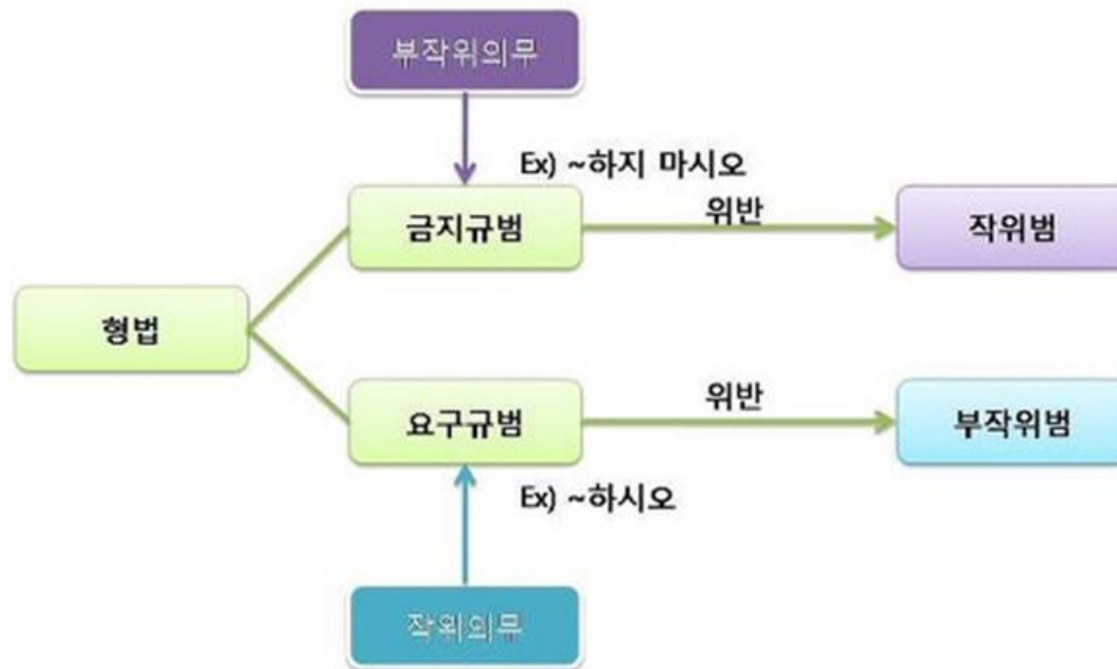 부작위의무
Ex) ~하지 마시오
금지규범
위반
작위범
형법
요구규범
위반
부작위범
Ex) ~하시오
작위의무